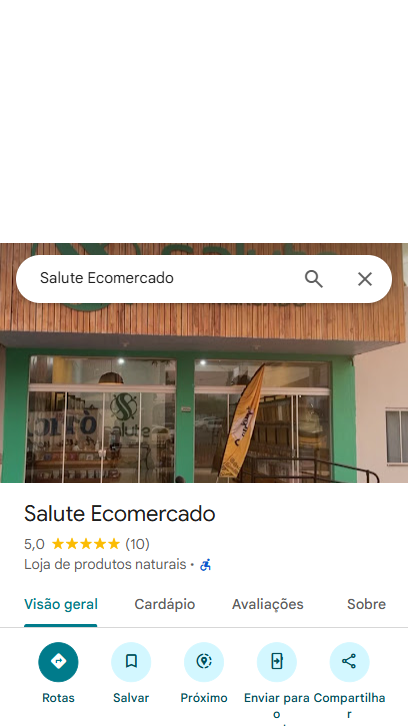 Salute Ecomercado
Salute Ecomercado
5,0 (10)
Loja de produtos naturais ·
Visão geral Cardápio Avaliações Sobre
Rotas Salvar Próximo Enviar para o Compartilhar